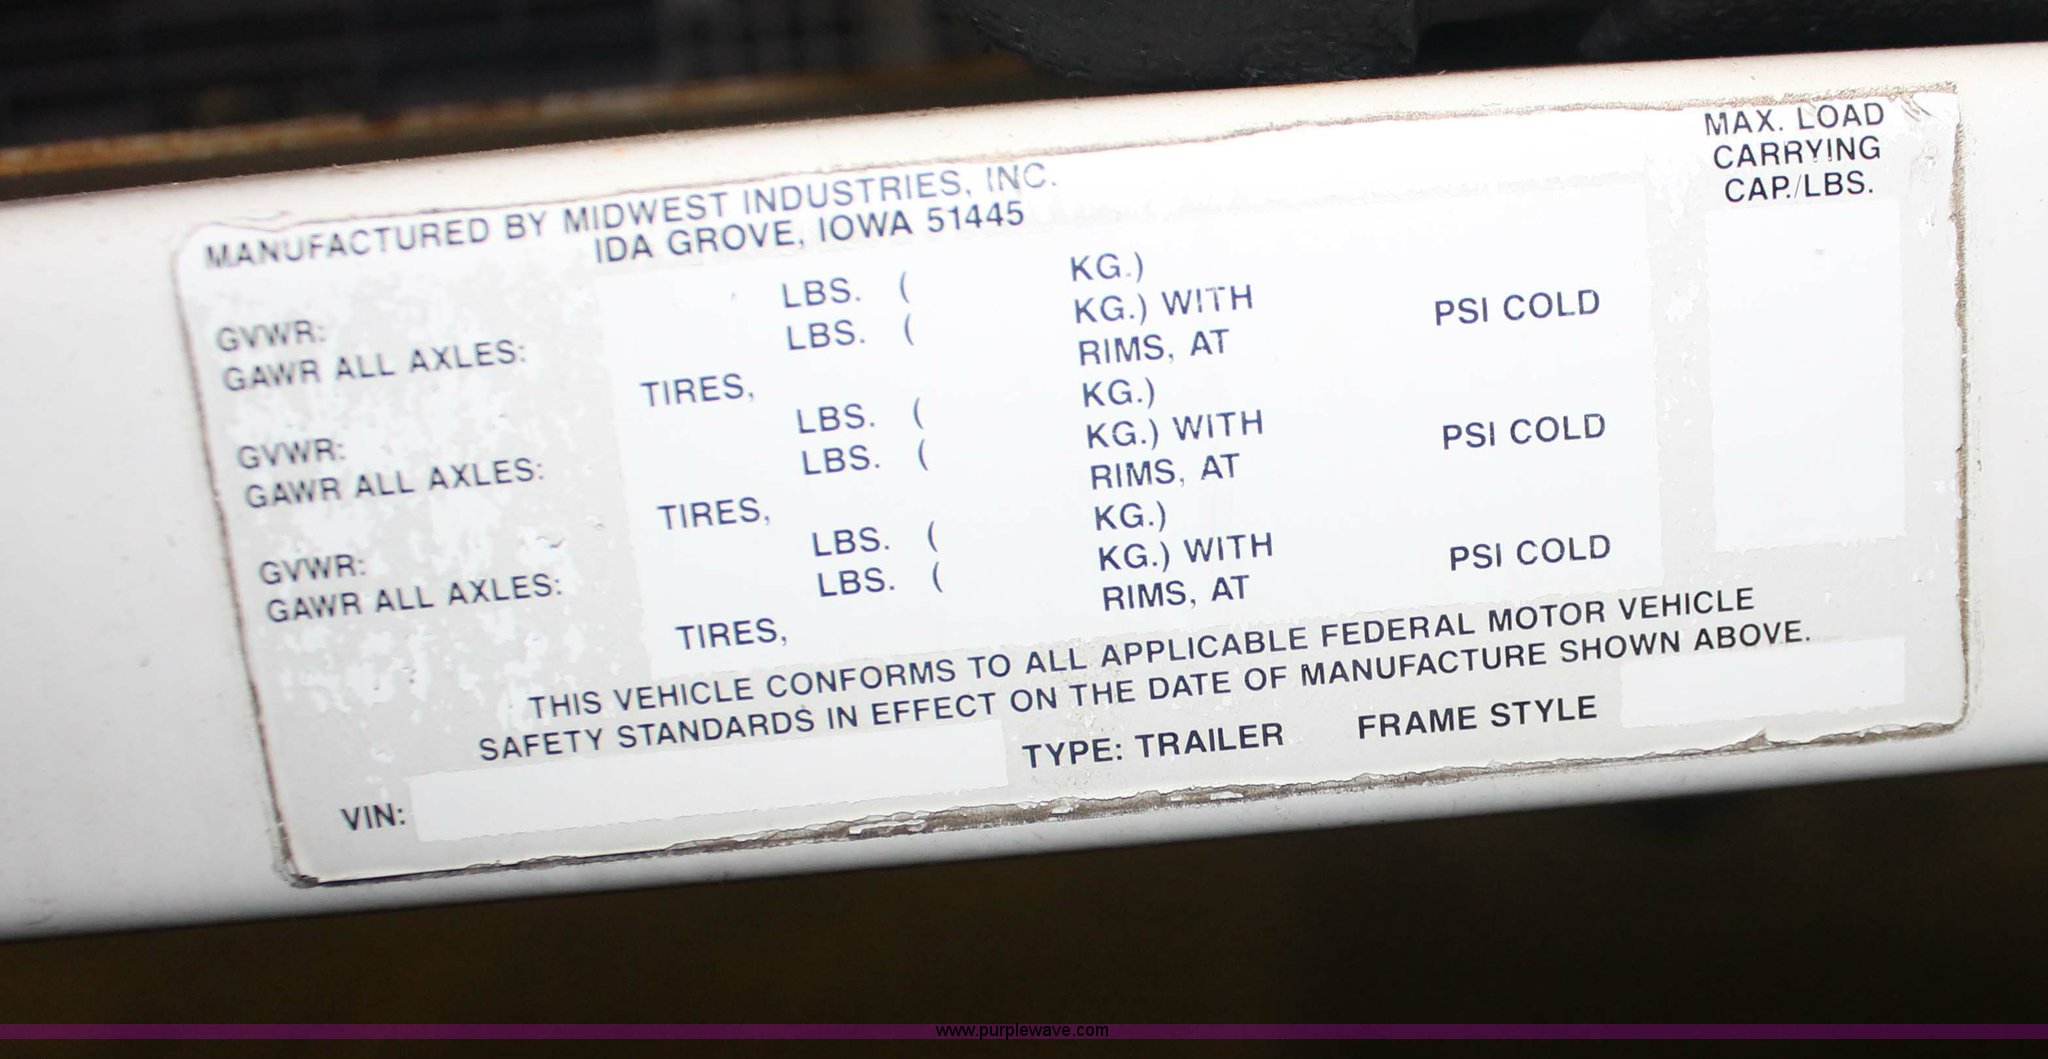 MANUFACTURED BY MIDWEST INDUSTRIES, INC.
IDA GROVE, IOWA 51445
MAX. LOAD
CARRYING
CAP./LBS.
GVWR: LBS. ( KG.)
GAWR ALL AXLES: LBS. ( KG.) WITH
TIRES, RIMS, AT PSI COLD
GVWR: LBS. ( KG.)
GAWR ALL AXLES: LBS. ( KG.) WITH
TIRES, RIMS, AT PSI COLD
GVWR: LBS. ( KG.)
GAWR ALL AXLES: LBS. ( KG.) WITH
TIRES, RIMS, AT PSI COLD
THIS VEHICLE CONFORMS TO ALL APPLICABLE FEDERAL MOTOR VEHICLE
SAFETY STANDARDS IN EFFECT ON THE DATE OF MANUFACTURE SHOWN ABOVE.
VIN: TYPE: TRAILER FRAME STYLE
www.purplewave.com